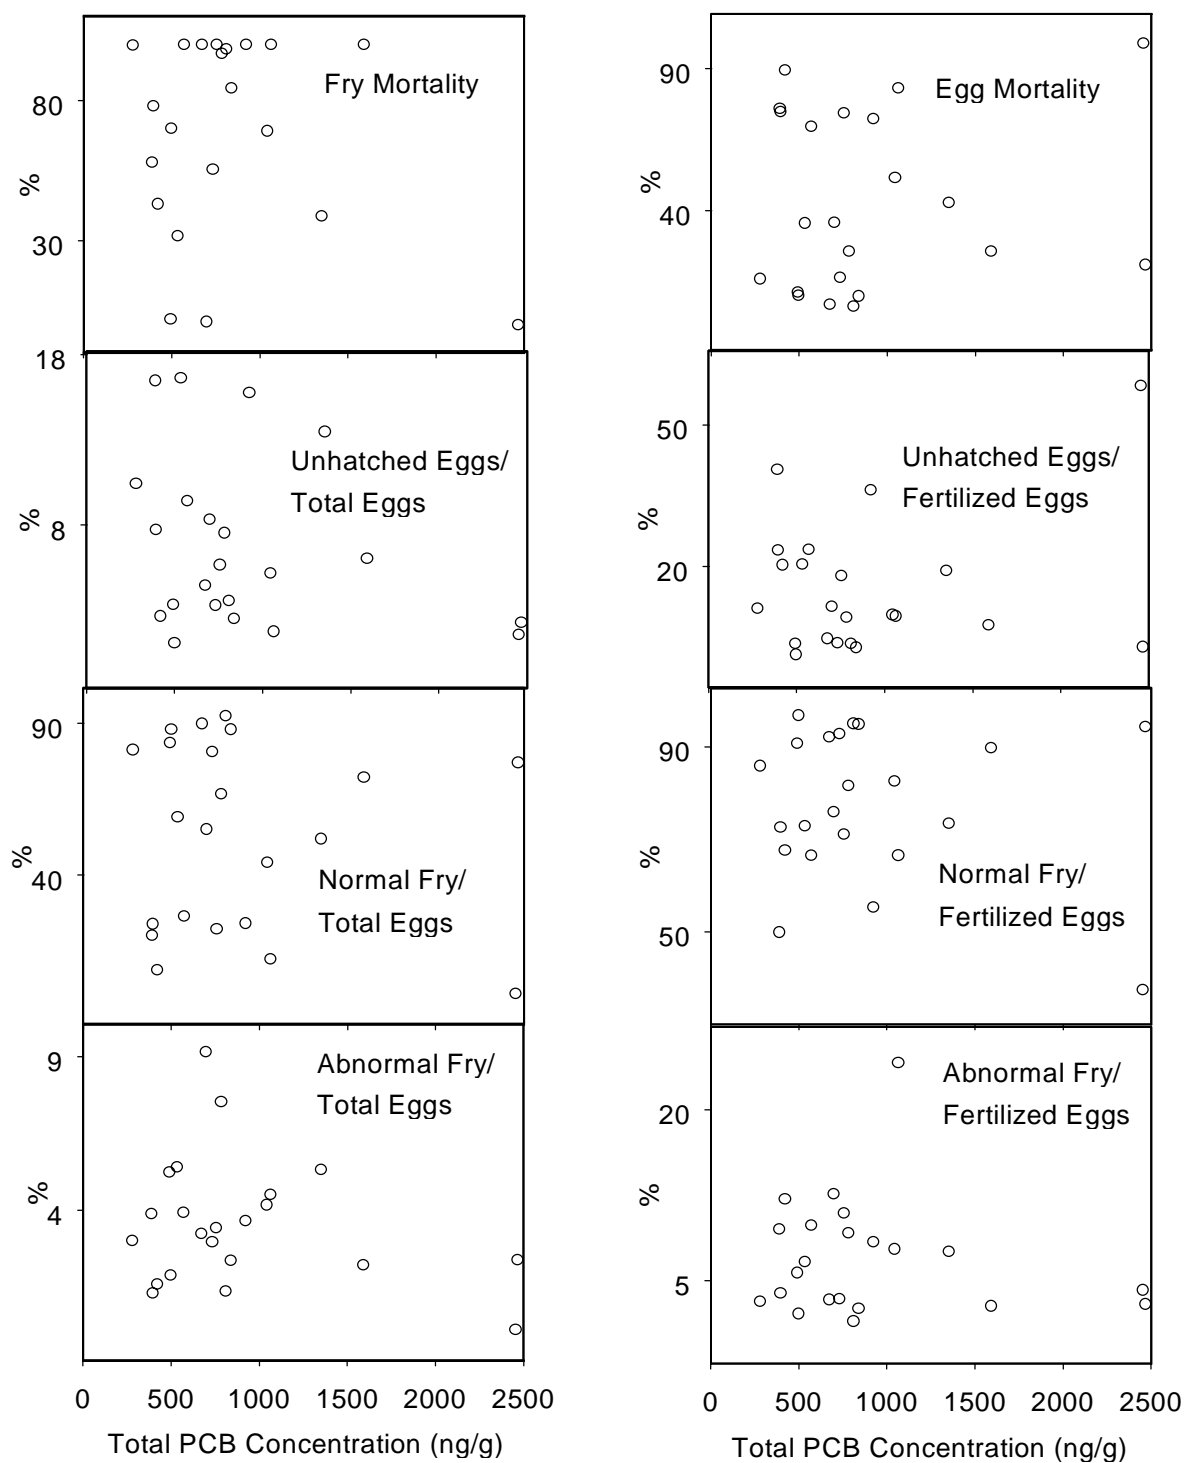 Fry Mortality
80
%
30
18
Unhatched Eggs/
Total Eggs
%
8
90
%
40
Normal Fry/
Total Eggs
9
Abnormal Fry/
Total Eggs
%
4
0 500 1000 1500 2000 2500
Total PCB Concentration (ng/g)
90
Egg Mortality
%
40
50
Unhatched Eggs/
Fertilized Eggs
%
20
90
%
Normal Fry/
Fertilized Eggs
50
Abnormal Fry/
20
Fertilized Eggs
%
5
0 500 1000 1500 2000 2500
Total PCB Concentration (ng/g)